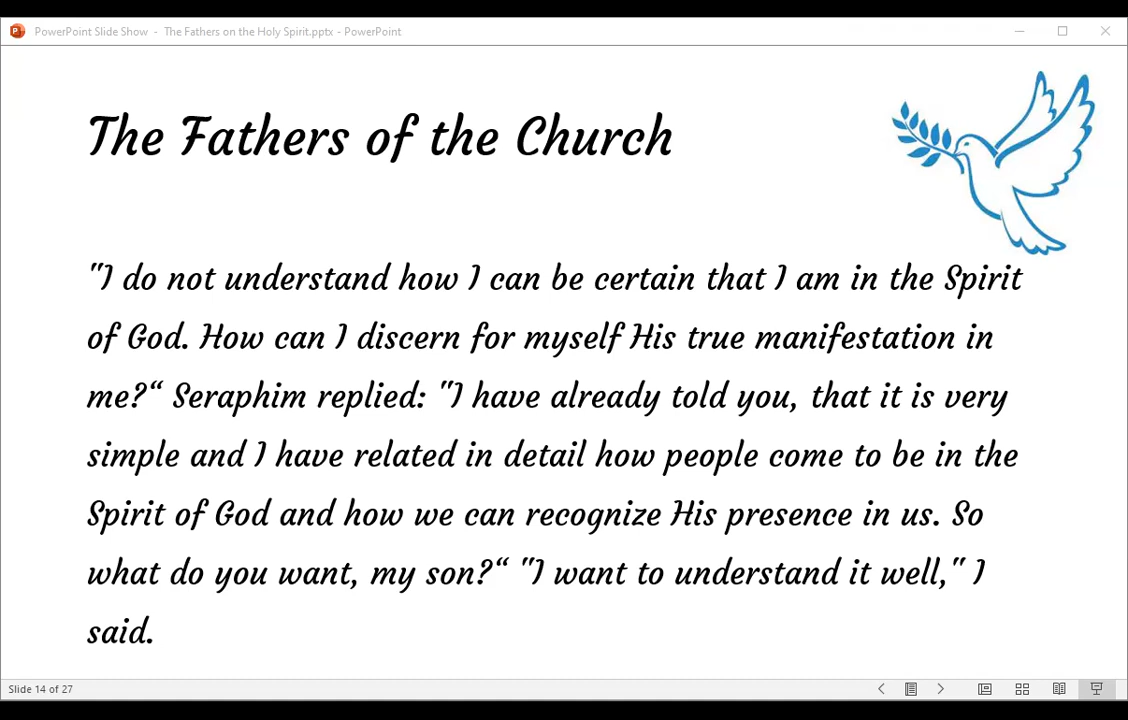 PowerPoint Slide Show - The Fathers on the Holy Spirit.pptx - PowerPoint
The Fathers of the Church
"I do not understand how I can be certain that I am in the Spirit
of God. How can I discern for myself His true manifestation in
me?“ Seraphim replied: "I have already told you, that it is very
simple and I have related in detail how people come to be in the
Spirit of God and how we can recognize His presence in us. So
what do you want, my son?“ "I want to understand it well," I
said.
Slide 14 of 27